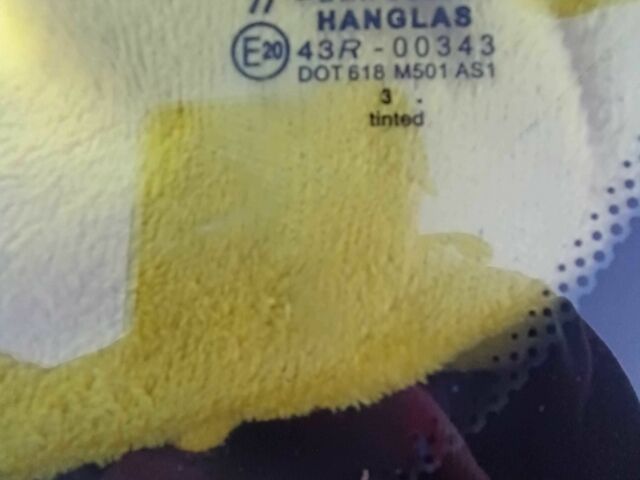 HANGLAS
E20 43R - 00343
DOT 618 M501 AS1
3 .
tinted